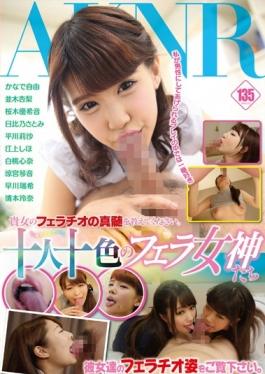 AKNR
135
かなで自由
並木杏梨
桜木優希音
日比乃さとみ
平川莉沙
江上しほ
白桃心奈
涼宮琴音
早川瑞希
清本玲奈
貴女のフェラチオの真髄を見せてください。
十人十色のフェラ女神たち
彼女達のフェラチオ姿をご覧下さい。